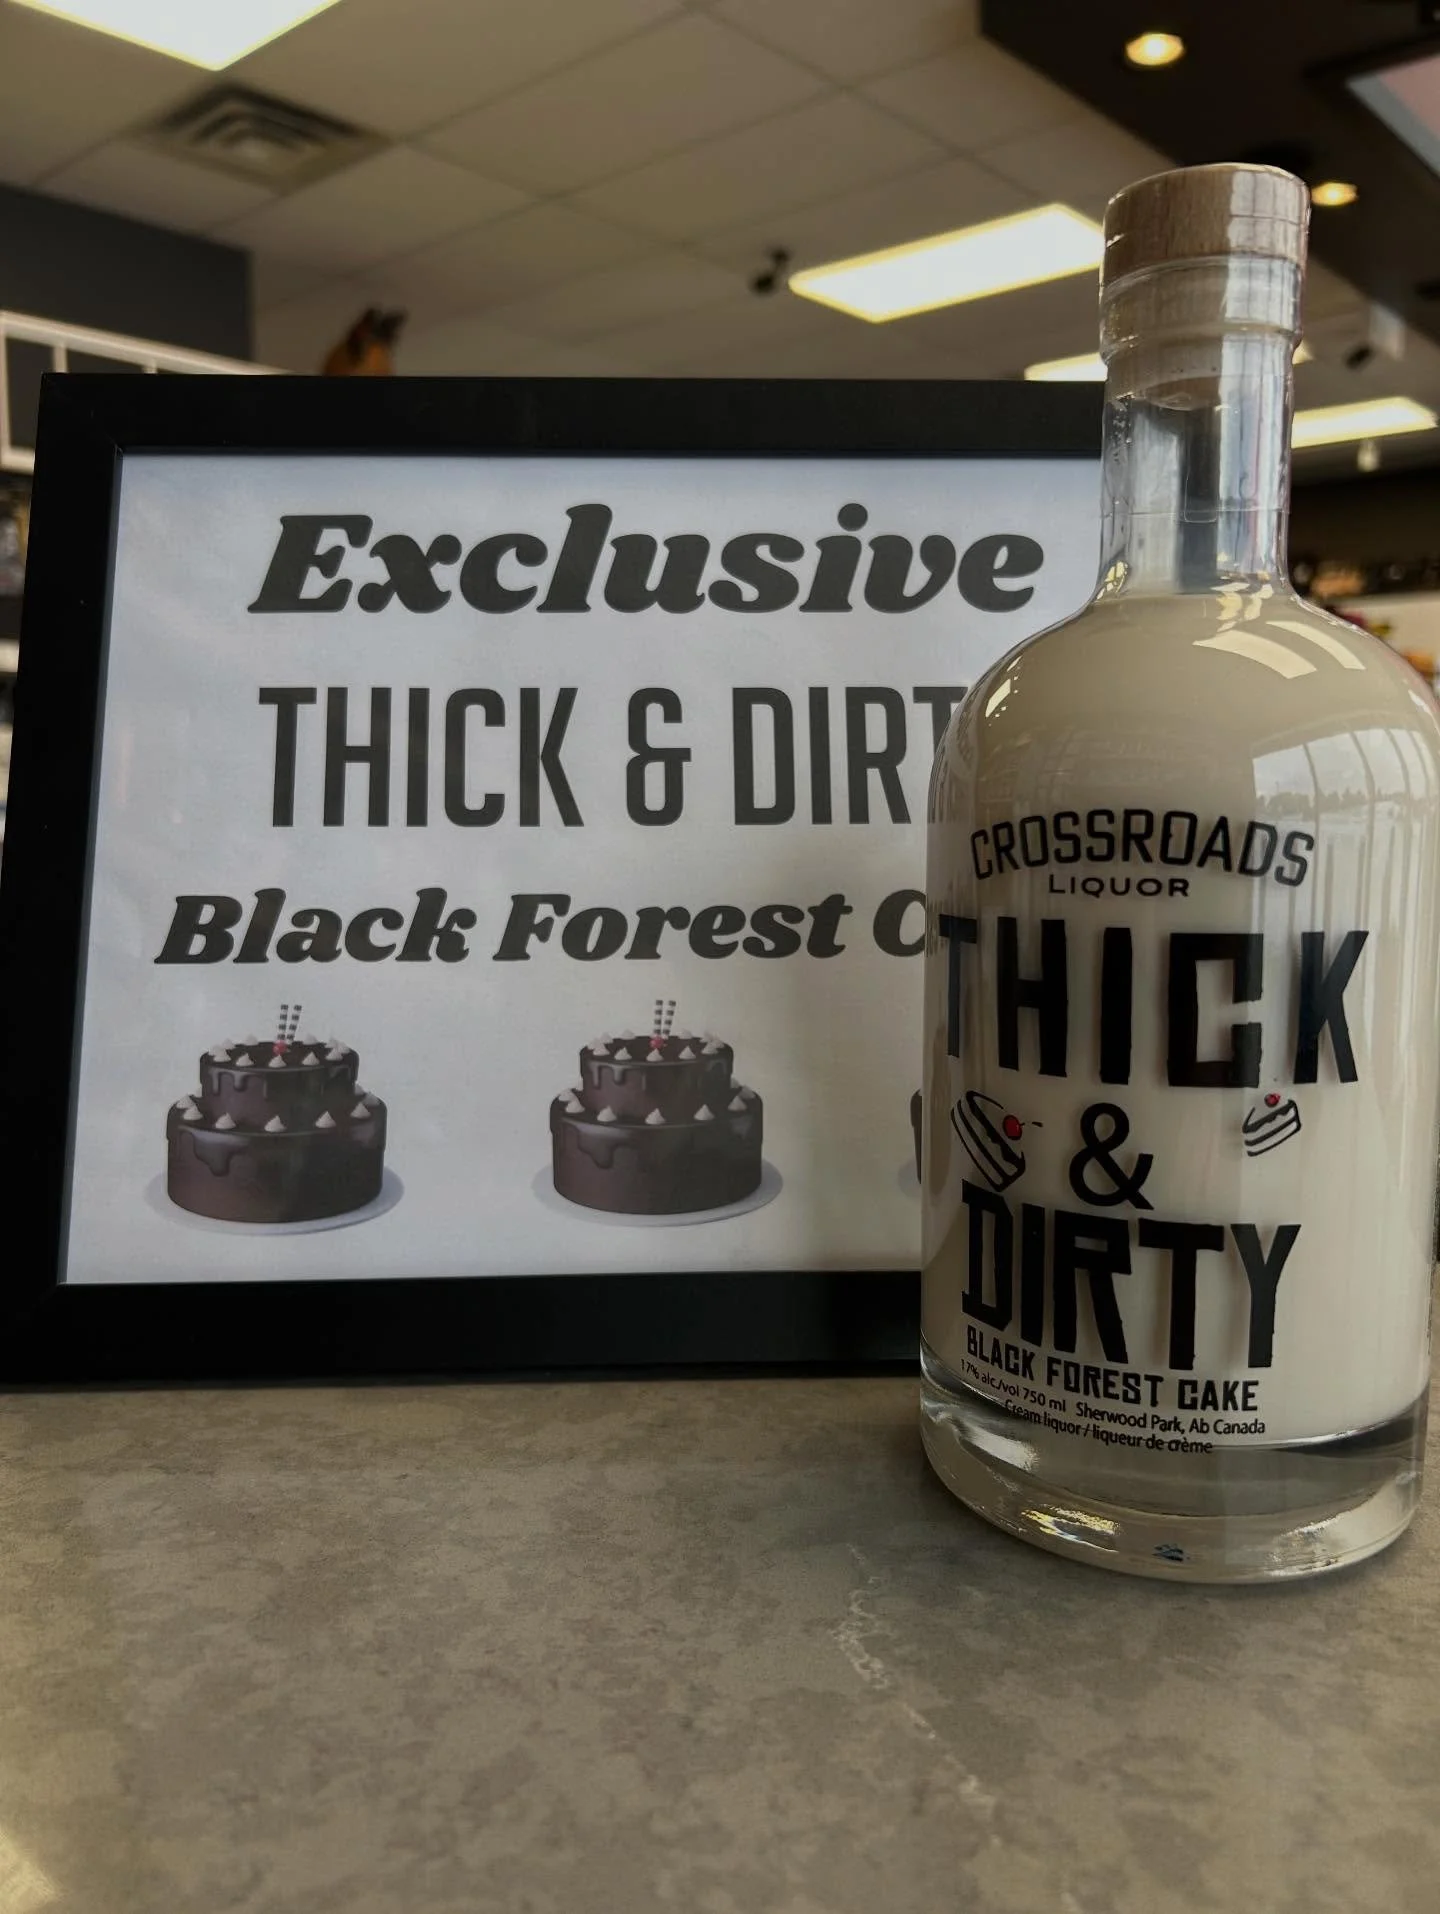 Exclusive
THICK & DIRT
Black Forest C
CROSSROADS
LIQUOR
THICK
&
DIRTY
BLACK FOREST CAKE
17% alc./vol 750 ml Sherwood Park, Ab Canada
Cream liquor / liqueur de crème